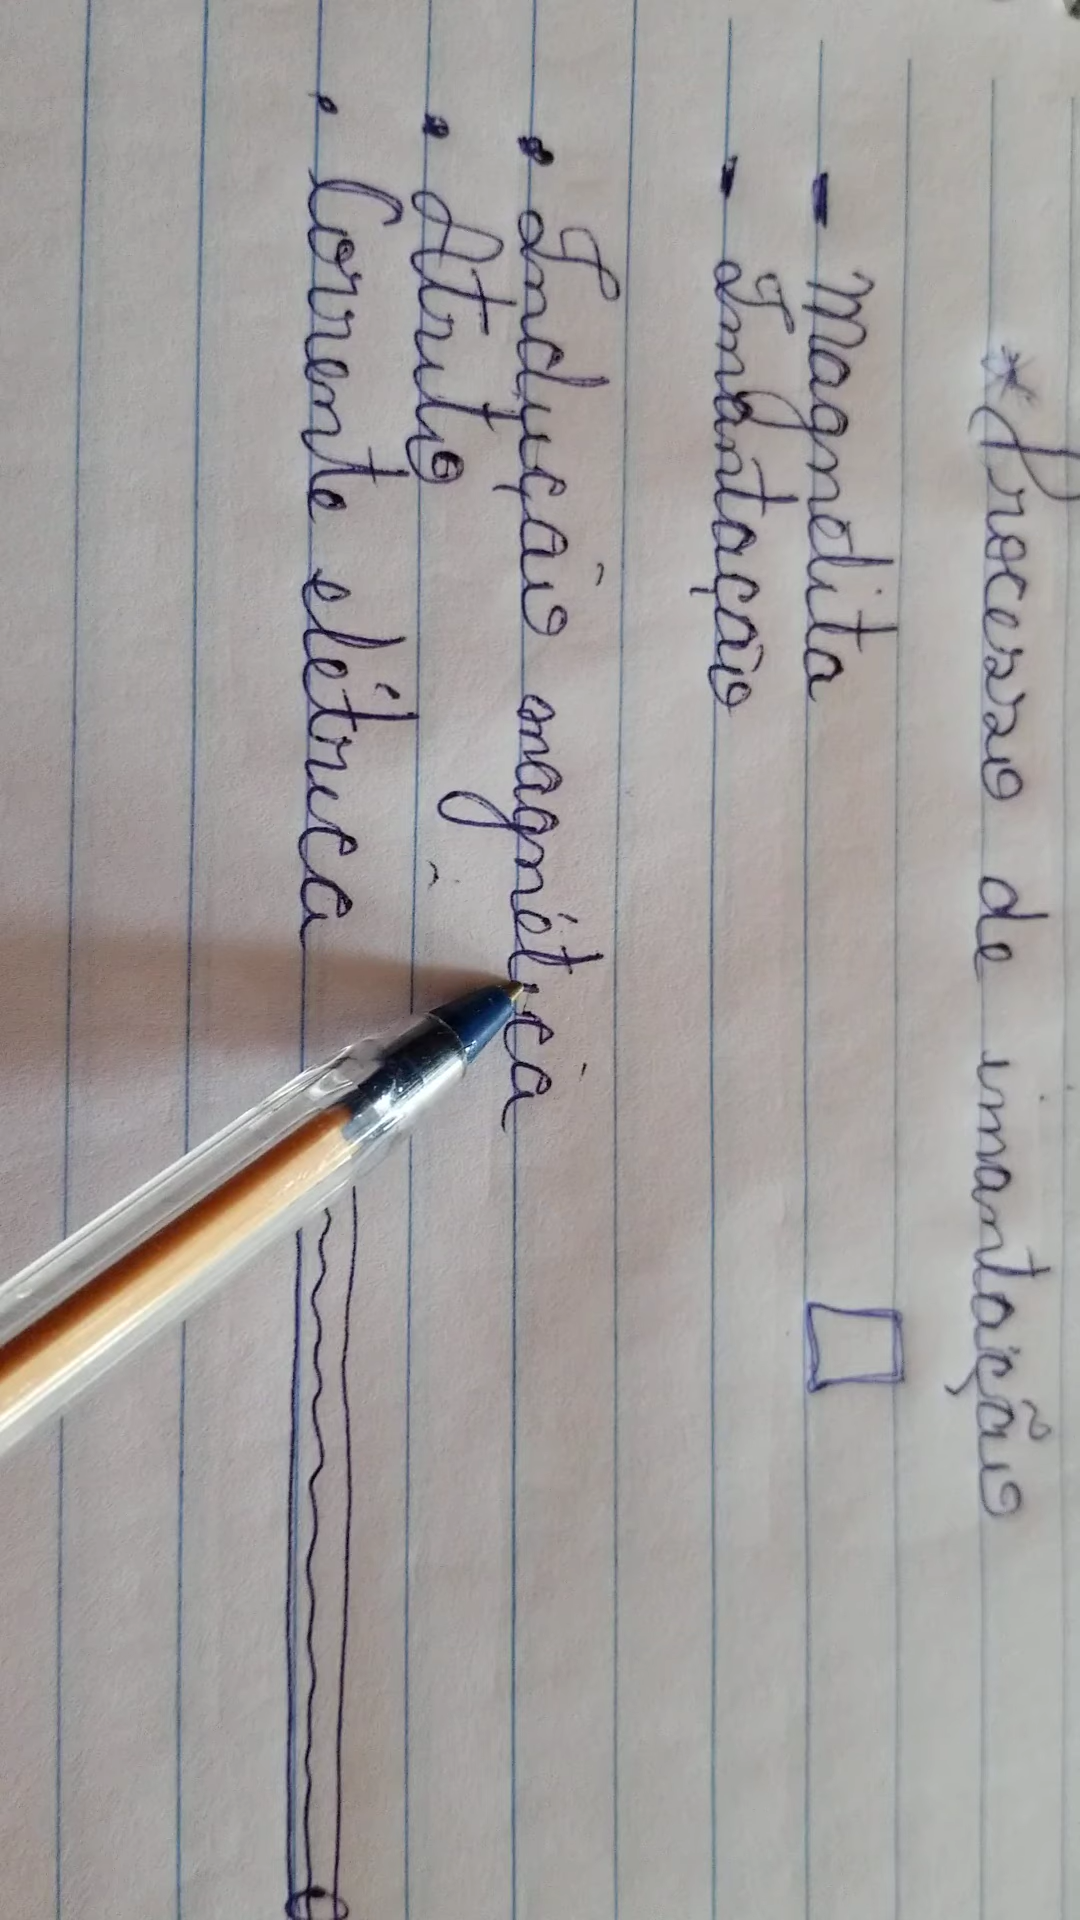 *Processo de imantação
- Magnetita
- Imantação
• Indução magnética
• Atrito
• Corrente elétrica